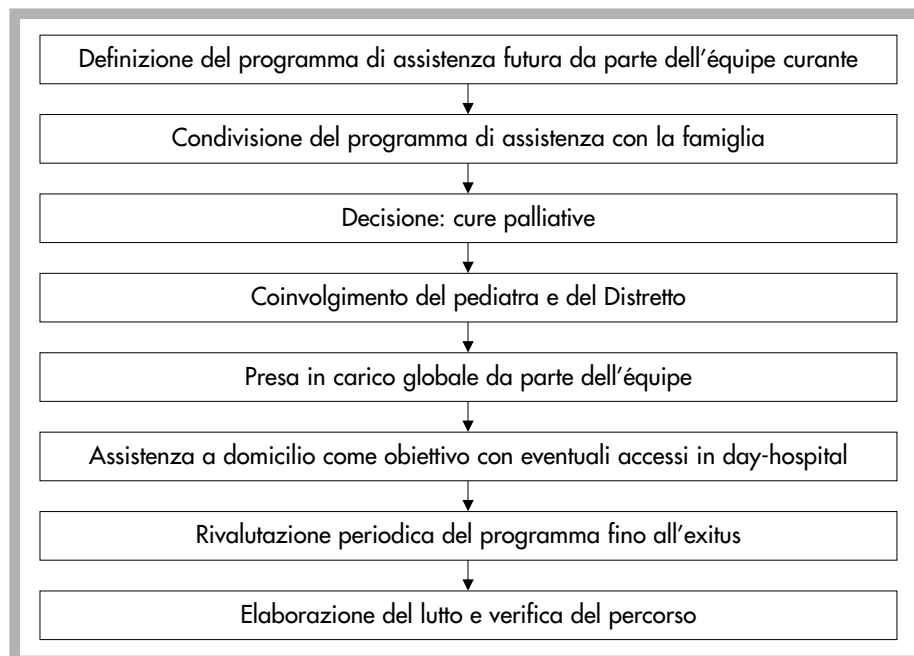 Definizione del programma di assistenza futura da parte dell'équipe curante
Condivisione del programma di assistenza con la famiglia
Decisione: cure palliative
Coinvolgimento del pediatra e del Distretto
Presa in carico globale da parte dell'équipe
Assistenza a domicilio come obiettivo con eventuali accessi in day-hospital
Rivalutazione periodica del programma fino all'exitus
Elaborazione del lutto e verifica del percorso